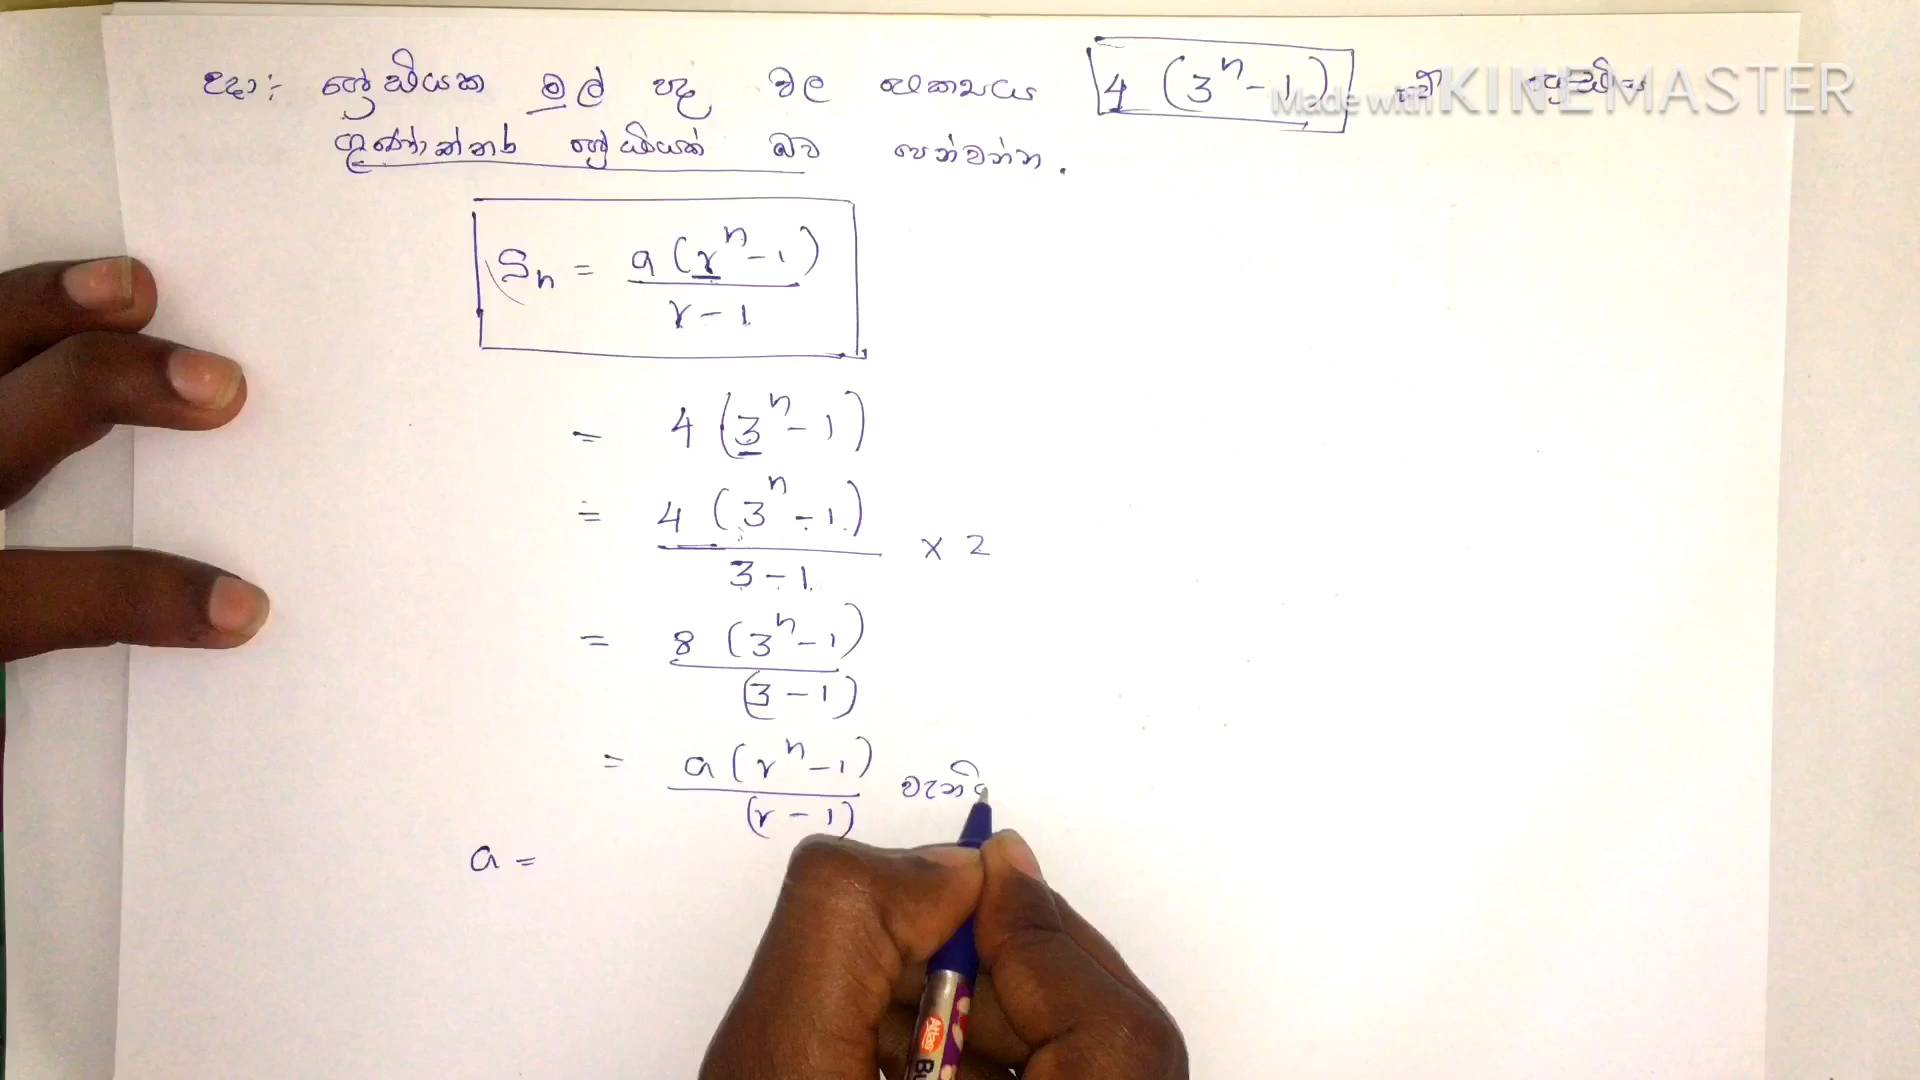 උදා:- ශ්‍රේඪියක මුල් පද වල ඓක්‍යය 4 (3ⁿ - 1) වේ
ගුණෝත්තර ශ්‍රේඪියක් බව පෙන්වන්න.
Made with KINEMASTER
Sₙ = a (rⁿ - 1) / r - 1
= 4 (3ⁿ - 1)
= 4 (3ⁿ - 1) / 3 - 1 × 2
= 8 (3ⁿ - 1) / (3 - 1)
= a (rⁿ - 1) / (r - 1) වැනි
a =
Atlas